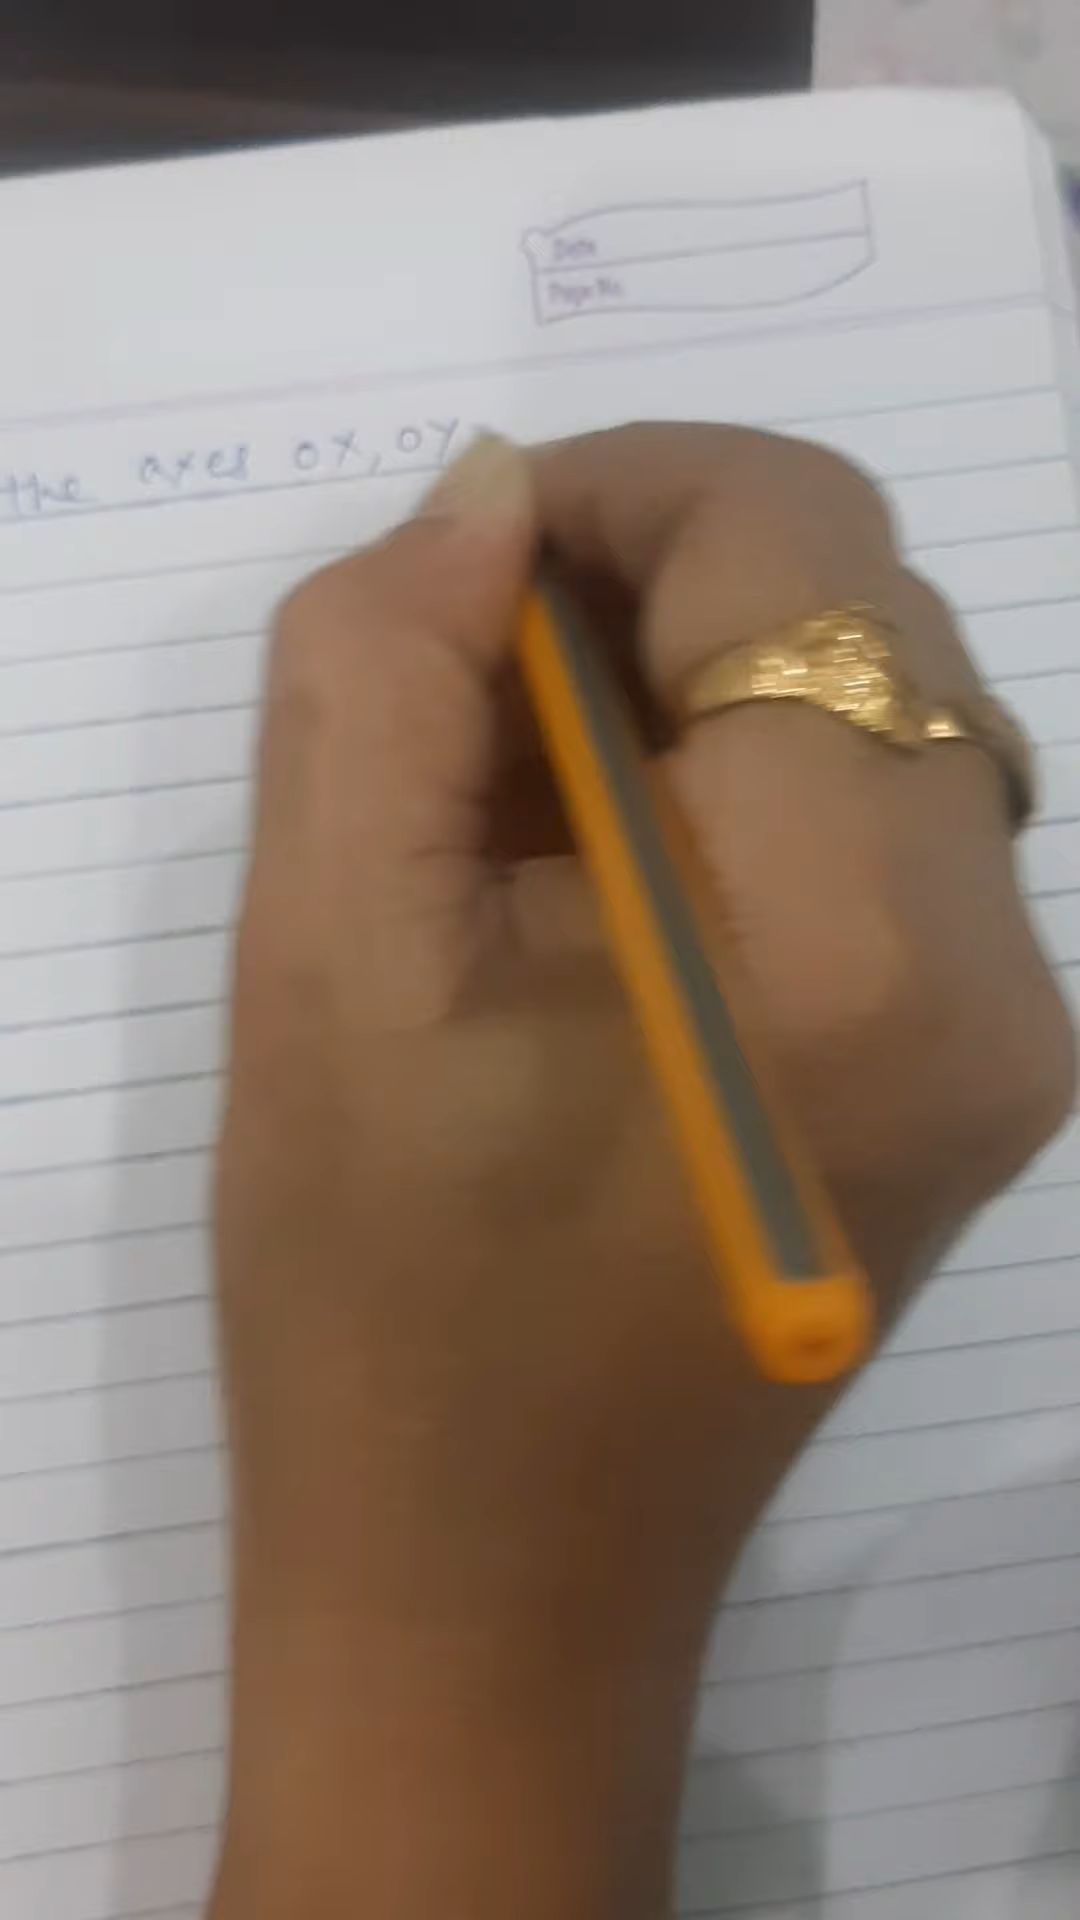 Date
Page No.
the axes OX, OY